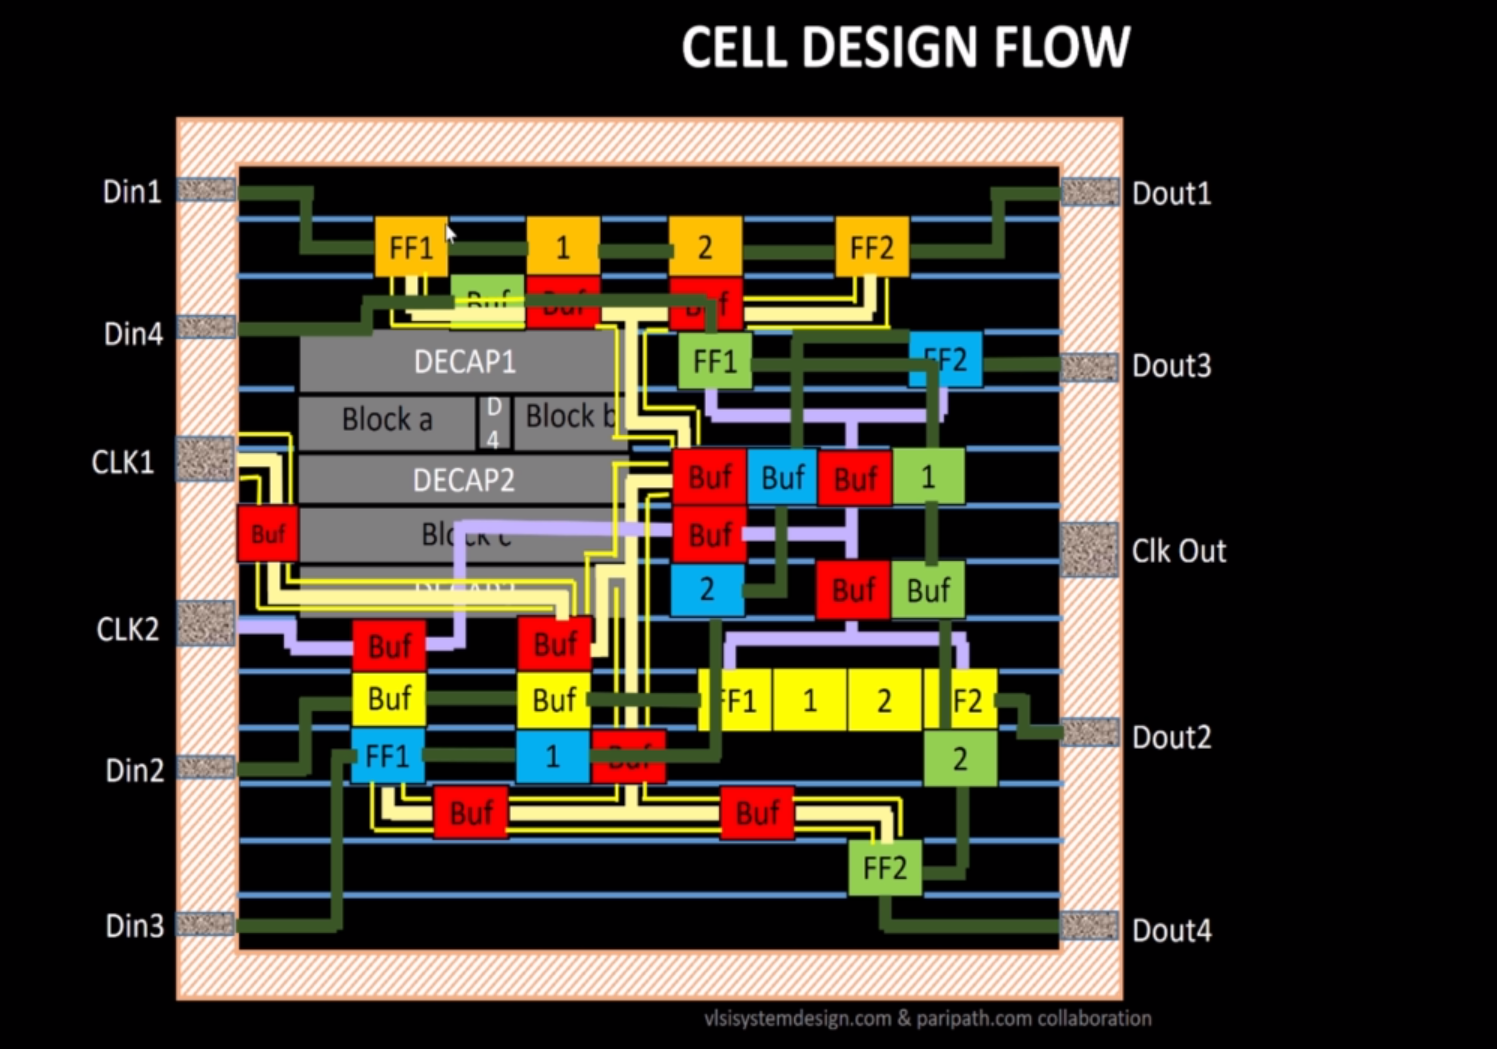 CELL DESIGN FLOW
Din1
Dout1
FF1
1
2
FF2
Buf
Buf
Buf
Din4
DECAP1
FF1
FF2
Dout3
Block a
D
4
Block b
CLK1
DECAP2
Buf
Buf
Buf
1
Buf
Block c
Buf
Clk Out
2
Buf
Buf
CLK2
Buf
Buf
Buf
Buf
FF1
1
2
F2
Dout2
Din2
FF1
1
Buf
2
Buf
Buf
FF2
Din3
Dout4
vlsisystemdesign.com & paripath.com collaboration